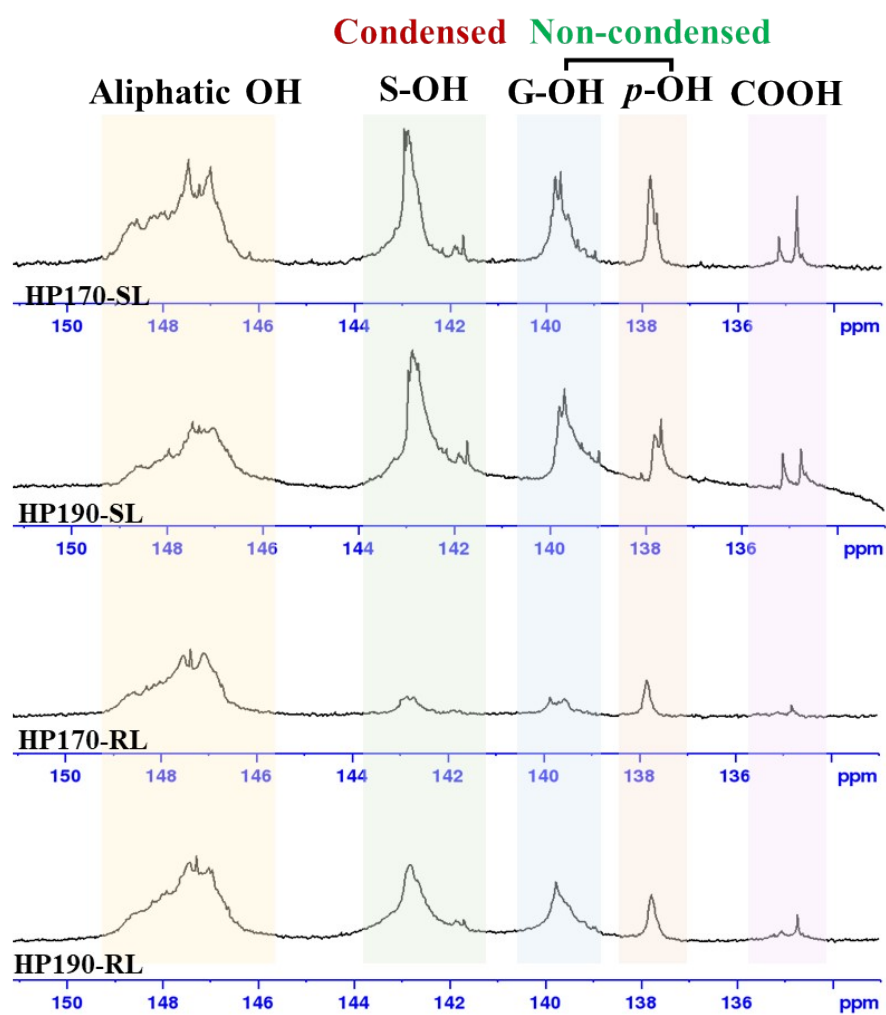 Condensed Non-condensed
Aliphatic OH S-OH G-OH p-OH COOH
HP170-SL
150 148 146 144 142 140 138 136 ppm
HP190-SL
150 148 146 144 142 140 138 136 ppm
HP170-RL
150 148 146 144 142 140 138 136 ppm
HP190-RL
150 148 146 144 142 140 138 136 ppm